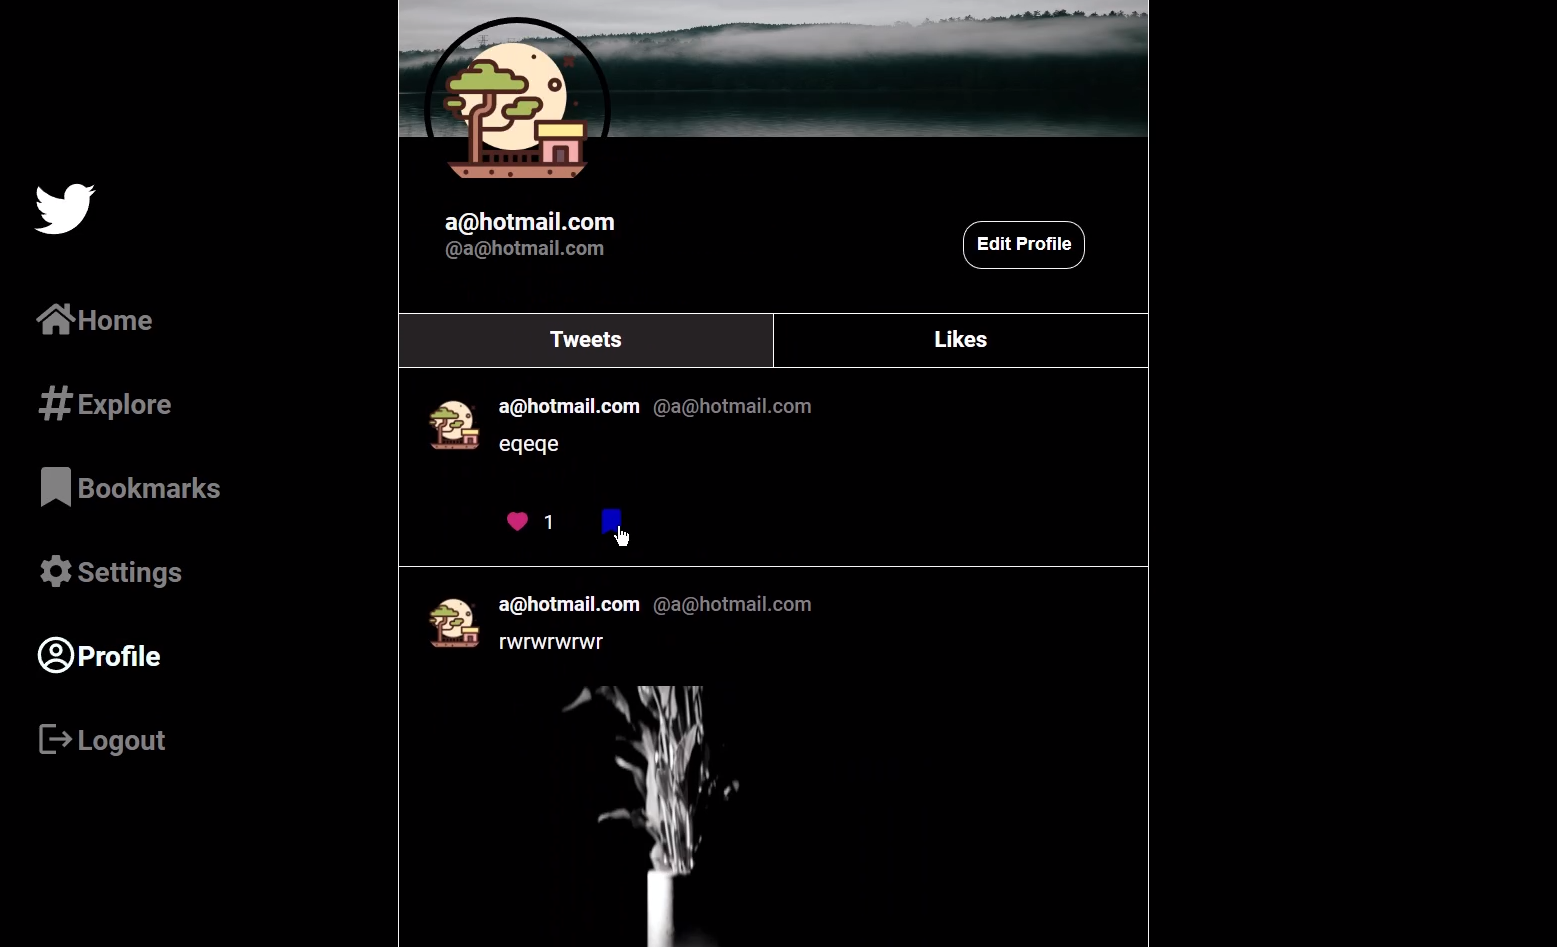 a@hotmail.com
@a@hotmail.com
Edit Profile
Home
Explore
Bookmarks
Settings
Profile
Logout
Tweets
Likes
a@hotmail.com @a@hotmail.com
eqeqe
1
a@hotmail.com @a@hotmail.com
rwrwrwrwr